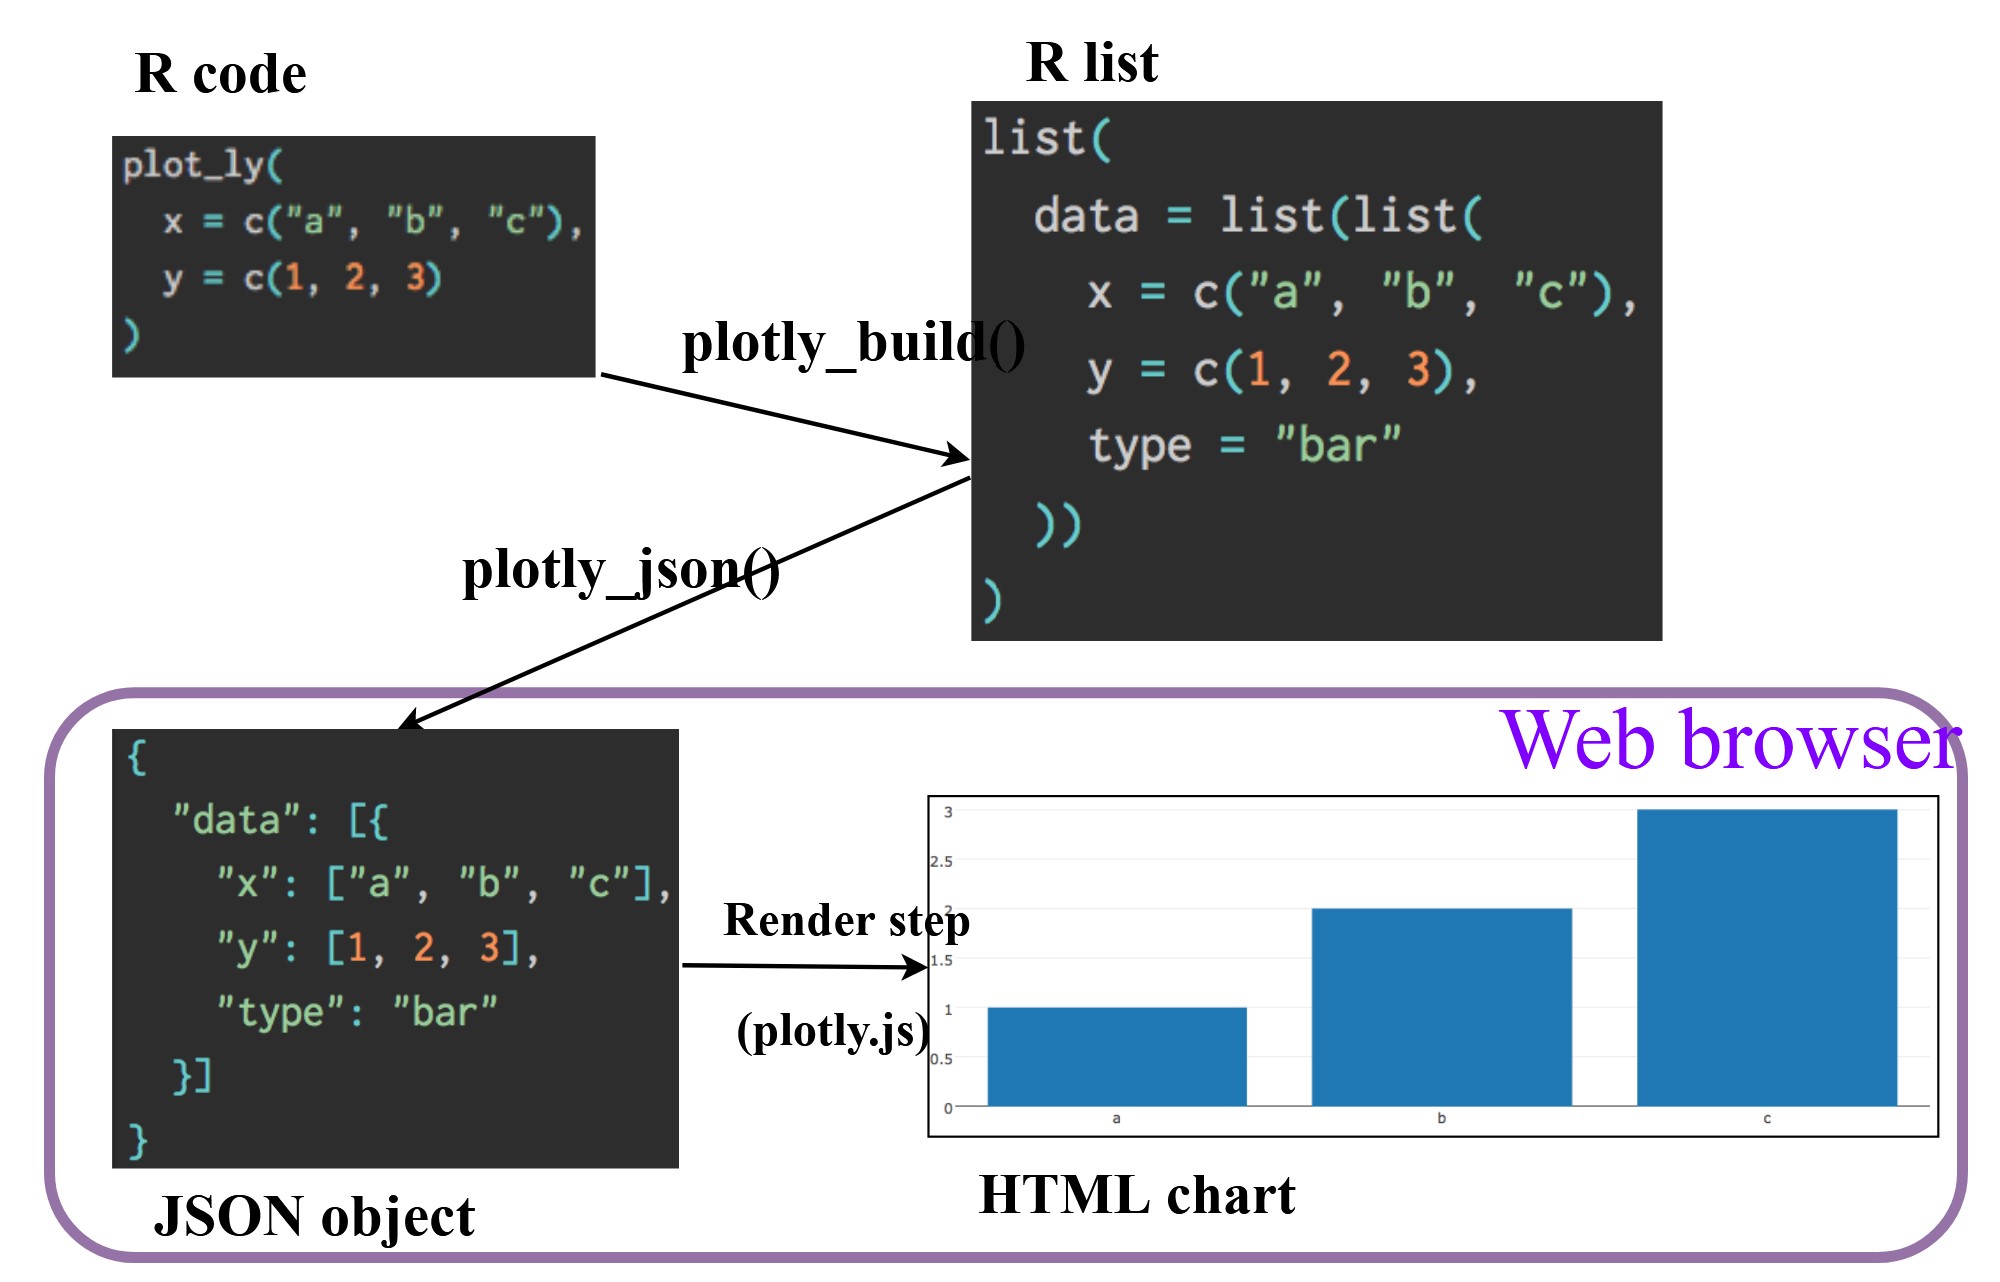 R code
plot_ly(
  x = c("a", "b", "c"),
  y = c(1, 2, 3)
)
plotly_build()
R list
list(
  data = list(list(
    x = c("a", "b", "c"),
    y = c(1, 2, 3),
    type = "bar"
  ))
)
plotly_json()
Web browser
{
  "data": [{
    "x": ["a", "b", "c"],
    "y": [1, 2, 3],
    "type": "bar"
  }]
}
JSON object
Render step
(plotly.js)
3
2.5
2
1.5
1
0.5
0
a b c
HTML chart